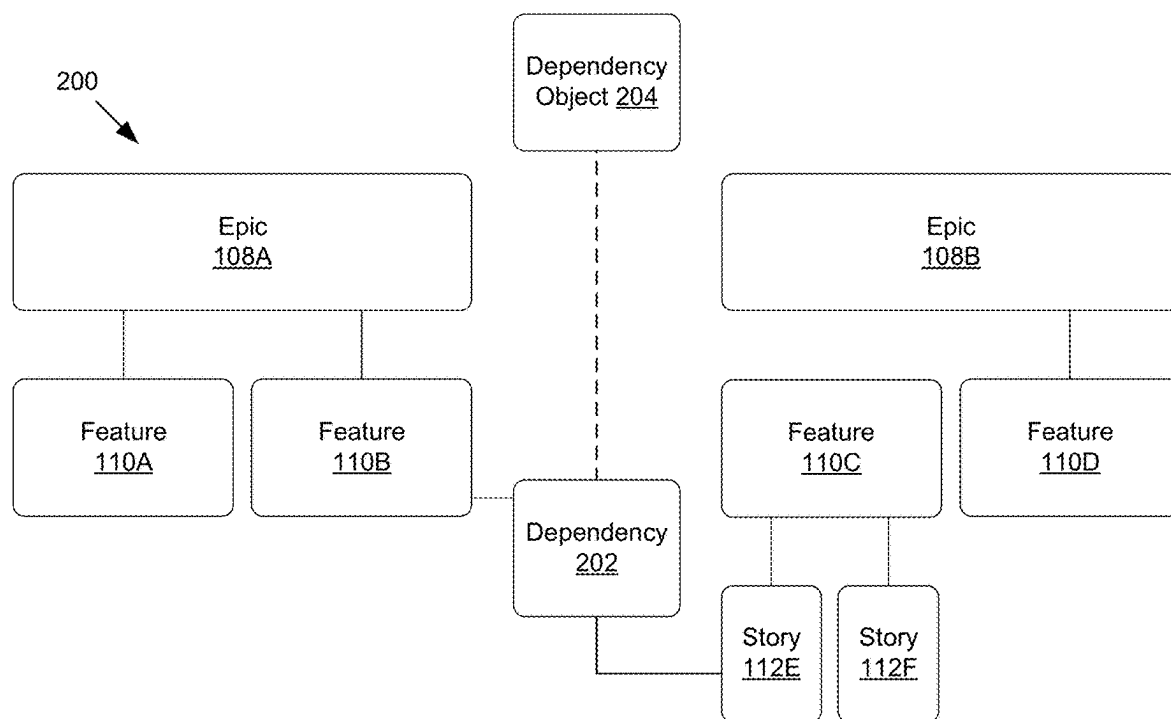 Dependency
Object 204
200
Epic
108A
Epic
108B
Feature
110A
Feature
110B
Feature
110C
Feature
110D
Dependency
202
Story
112E
Story
112F